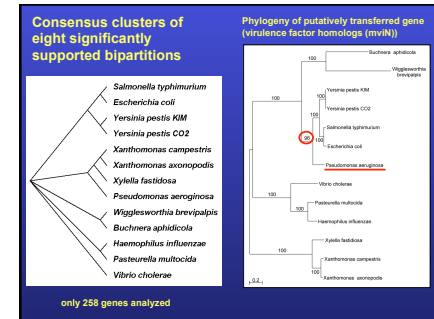 Consensus clusters of
eight significantly
supported bipartitions
Salmonella typhimurium
Escherichia coli
Yersinia pestis KIM
Yersinia pestis CO2
Xanthomonas campestris
Xanthomonas axonopodis
Xylella fastidosa
Pseudomonas aeroginosa
Wigglesworthia brevipalpis
Buchnera aphidicola
Haemophilus influenzae
Pasteurella multocida
Vibrio cholerae
only 258 genes analyzed
Phylogeny of putatively transferred gene
(virulence factor homologs (mviN))
Buchnera aphidicola
100
Wigglesworthia
brevipalpis
100
Yersinia pestis KIM
100
Yersinia pestis CO2
100
Salmonella typhimurium
96
100
Escherichia coli
Pseudomonas aeruginosa
Vibrio cholerae
100
Pasteurella multocida
100
Haemophilus influenzae
Xylella fastidiosa
100
Xanthomonas campestris
100
Xanthomonas axonopodis
0.2